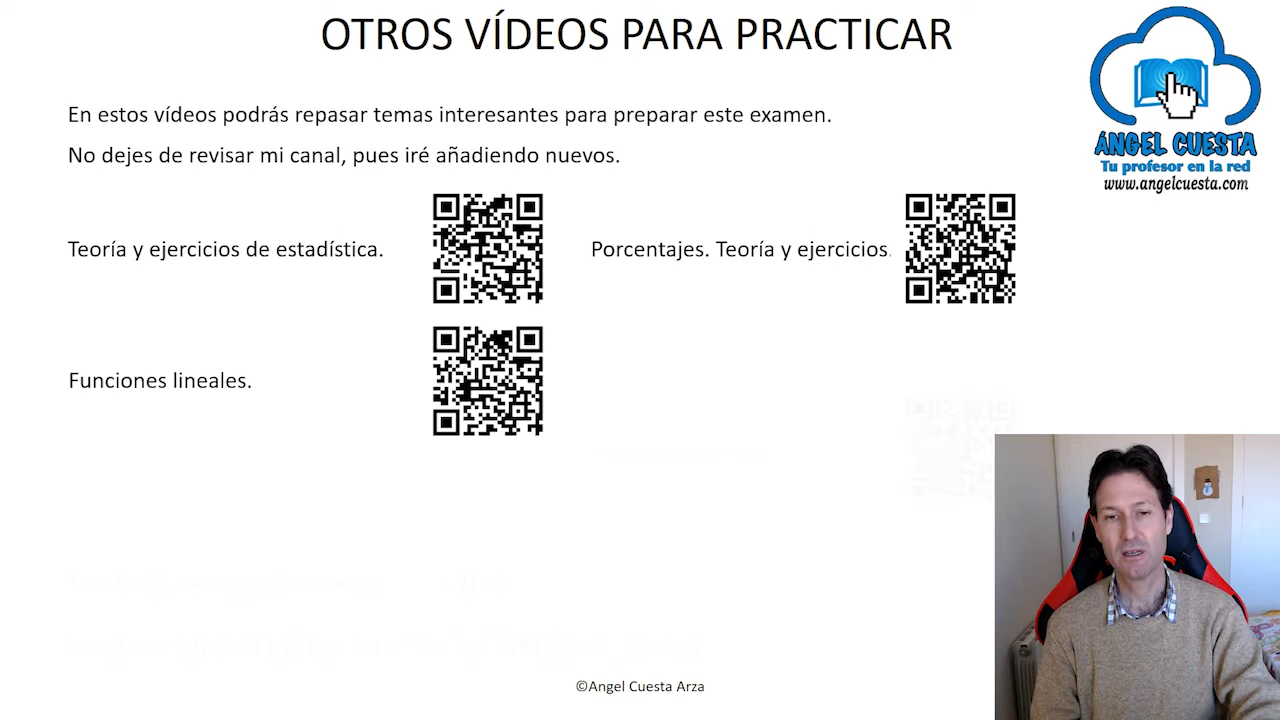 OTROS VÍDEOS PARA PRACTICAR
En estos vídeos podrás repasar temas interesantes para preparar este examen.
No dejes de revisar mi canal, pues iré añadiendo nuevos.
ÁNGEL CUESTA
Tu profesor en la red
www.angelcuesta.com
Teoría y ejercicios de estadística.
Porcentajes. Teoría y ejercicios.
Funciones lineales.
©Angel Cuesta Arza